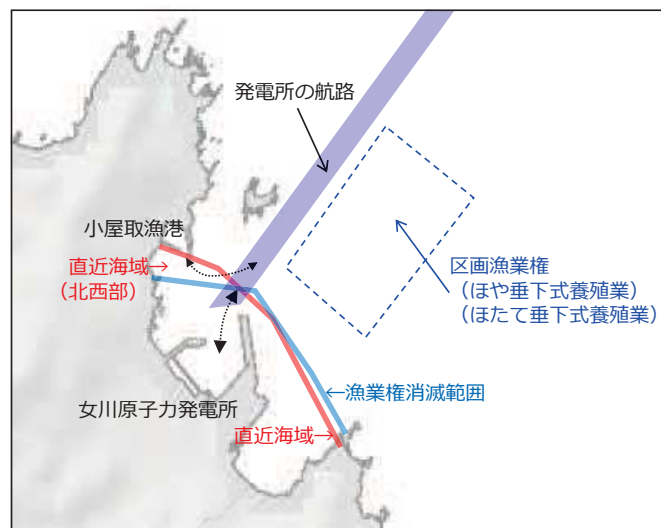 発電所の航路
小屋取漁港
直近海域→
（北西部）
区画漁業権
（ほや垂下式養殖業）
（ほたて垂下式養殖業）
←漁業権消滅範囲
女川原子力発電所
直近海域→